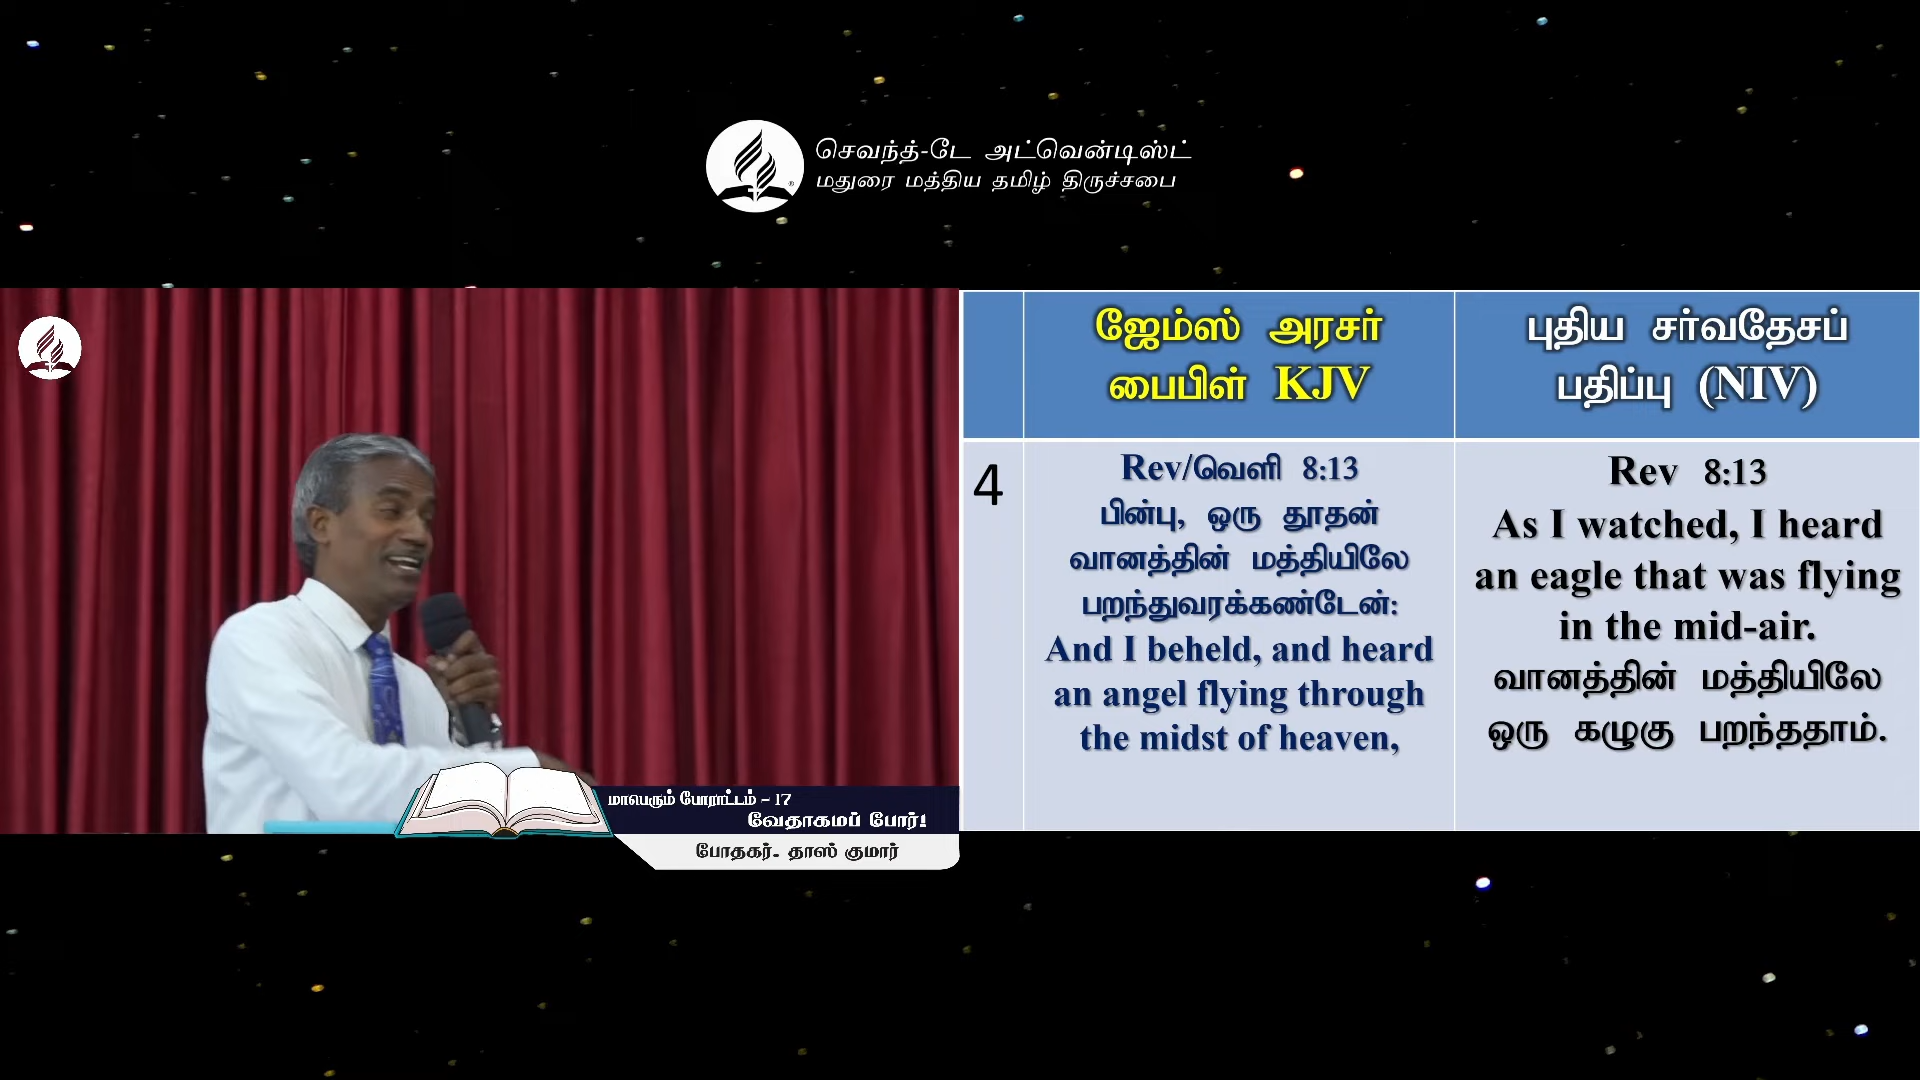 செவந்த்-டே அட்வென்டிஸ்ட்
மதுரை மத்திய தமிழ் திருச்சபை
ஜேம்ஸ் அரசர்
பைபிள் KJV
புதிய சர்வதேசப்
பதிப்பு (NIV)
4
Rev/வெளி 8:13
பின்பு, ஒரு தூதன்
வானத்தின் மத்தியிலே
பறந்துவரக்கண்டேன்:
And I beheld, and heard
an angel flying through
the midst of heaven,
Rev 8:13
As I watched, I heard
an eagle that was flying
in the mid-air.
வானத்தின் மத்தியிலே
ஒரு கழுகு பறந்ததாம்.
மாபெரும் போராட்டம் - 17
வேதாகமப் போர்!
போதகர். தாஸ் குமார்